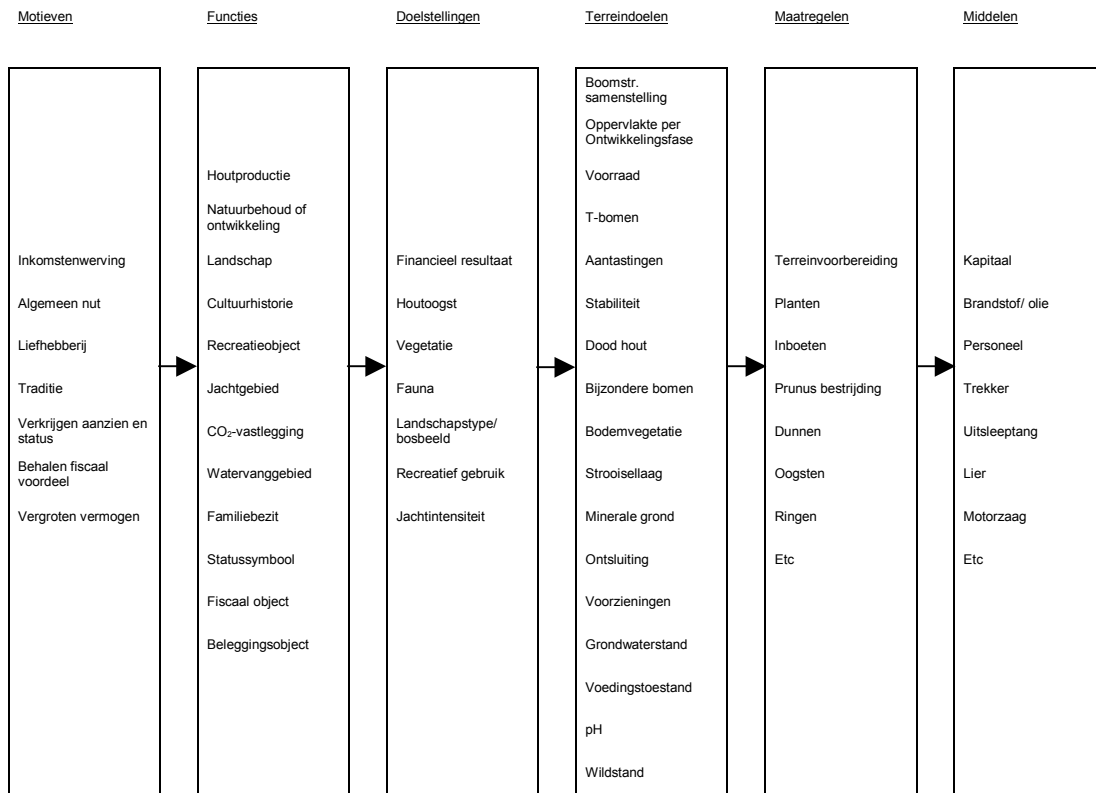 Motieven
Functies
Doelstellingen
Terreindoelen
Maatregelen
Middelen
Inkomstenwerving
Algemeen nut
Liefhebberij
Traditie
Verkrijgen aanzien en
status
Behalen fiscaal
voordeel
Vergroten vermogen
Houtproductie
Natuurbehoud of
ontwikkeling
Landschap
Cultuurhistorie
Recreatieobject
Jachtgebied
CO₂-vastlegging
Watervanggebied
Familiebezit
Statussymbool
Fiscaal object
Beleggingsobject
Financieel resultaat
Houtoogst
Vegetatie
Fauna
Landschapstype/
bosbeeld
Recreatief gebruik
Jachtintensiteit
Boomstr.
samenstelling
Oppervlakte per
Ontwikkelingsfase
Voorraad
T-bomen
Aantastingen
Stabiliteit
Dood hout
Bijzondere bomen
Bodemvegetatie
Strooisellaag
Minerale grond
Ontsluiting
Voorzieningen
Grondwaterstand
Voedingstoestand
pH
Wildstand
Terreinvoorbereiding
Planten
Inboeten
Prunus bestrijding
Dunnen
Oogsten
Ringen
Etc
Kapitaal
Brandstof/ olie
Personeel
Trekker
Uitsleeptang
Lier
Motorzaag
Etc